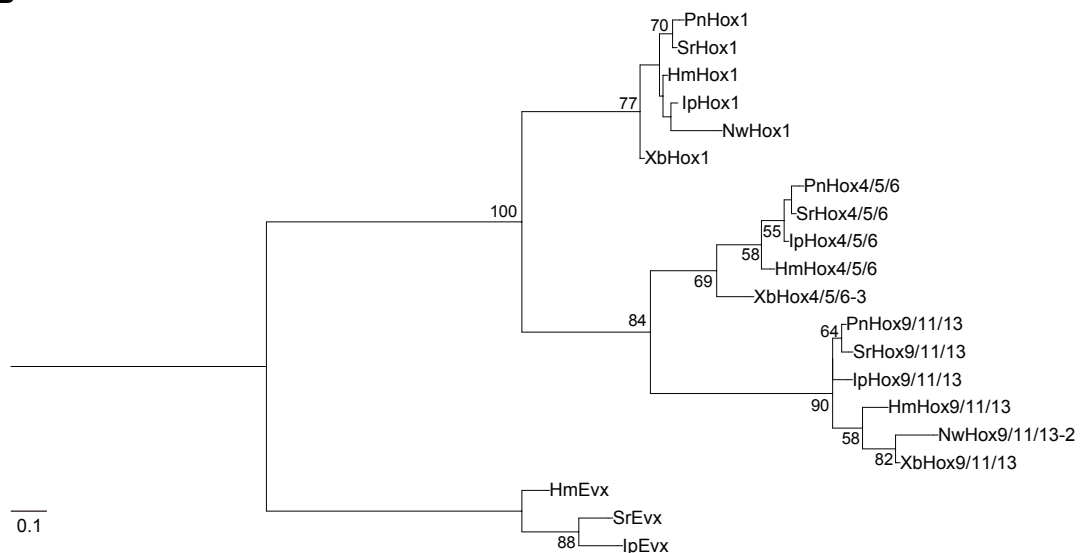 PnHox1
70
SrHox1
HmHox1
77
IpHox1
NwHox1
XbHox1
PnHox4/5/6
100
SrHox4/5/6
55
IpHox4/5/6
58
HmHox4/5/6
69
XbHox4/5/6-3
84
PnHox9/11/13
64
SrHox9/11/13
IpHox9/11/13
90
HmHox9/11/13
58
NwHox9/11/13-2
82
XbHox9/11/13
HmEvx
0.1
SrEvx
88
IpEvx